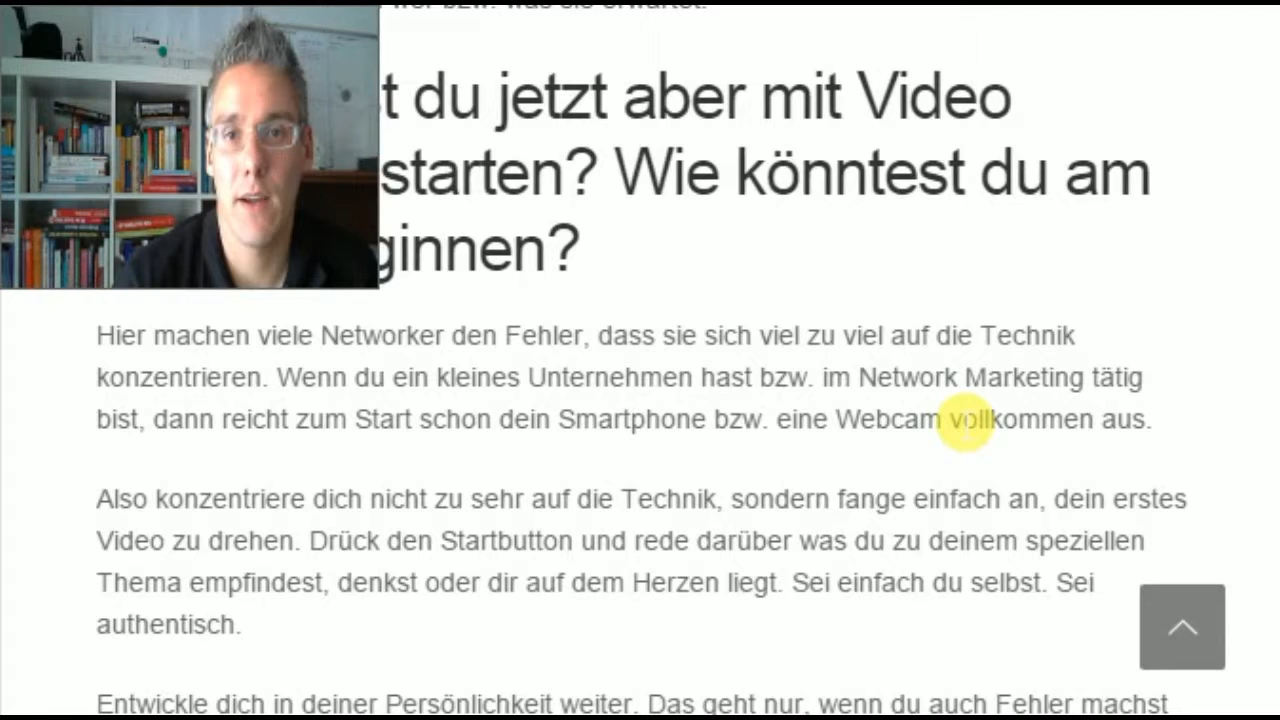 wer bzw. was sie erwartet.
t du jetzt aber mit Video
starten? Wie könntest du am
ginnen?
Hier machen viele Networker den Fehler, dass sie sich viel zu viel auf die Technik
konzentrieren. Wenn du ein kleines Unternehmen hast bzw. im Network Marketing tätig
bist, dann reicht zum Start schon dein Smartphone bzw. eine Webcam vollkommen aus.
Also konzentriere dich nicht zu sehr auf die Technik, sondern fange einfach an, dein erstes
Video zu drehen. Drück den Startbutton und rede darüber was du zu deinem speziellen
Thema empfindest, denkst oder dir auf dem Herzen liegt. Sei einfach du selbst. Sei
authentisch.
Entwickle dich in deiner Persönlichkeit weiter. Das geht nur, wenn du auch Fehler machst